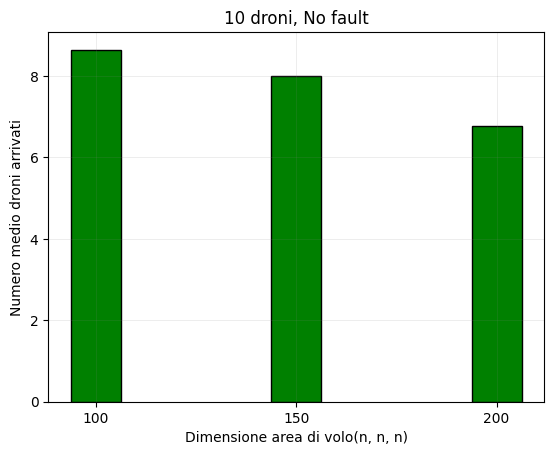 10 droni, No fault
Numero medio droni arrivati
8
6
4
2
0
100 150 200
Dimensione area di volo(n, n, n)